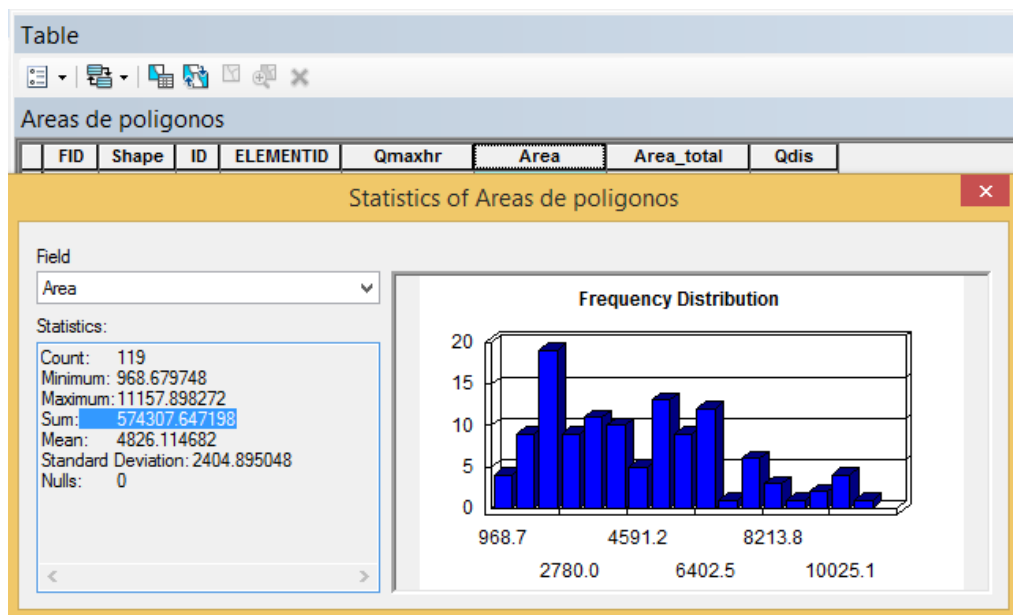 Table
Areas de poligonos
FID Shape ID ELEMENTID Qmaxhr Area Area_total Qdis
Statistics of Areas de poligonos
Field
Area
Statistics:
Count: 119
Minimum: 968.679748
Maximum: 11157.898272
Sum: 574307.647198
Mean: 4826.114682
Standard Deviation: 2404.895048
Nulls: 0
Frequency Distribution
20
15
10
5
0
968.7 4591.2 8213.8
2780.0 6402.5 10025.1